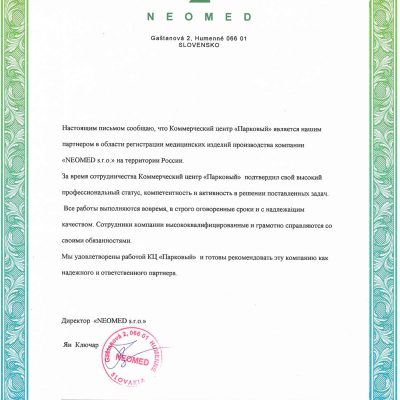 NEOMED
Gaštanová 2, Humenné 066 01
SLOVENSKO
Настоящим письмом сообщаю, что Коммерческий центр «Парковый» является нашим
партнером в области регистрации медицинских изделий производства компании
«NEOMED s.r.o.» на территории России.
За время сотрудничества Коммерческий центр «Парковый» подтвердил свой высокий
профессиональный статус, компетентность и активность в решении поставленных задач.
Все работы выполняются вовремя, в строго оговоренные сроки и с надлежащим
качеством. Сотрудники компании высококвалифицированные и грамотно справляются со
своими обязанностями.
Мы удовлетворены работой КЦ «Парковый» и готовы рекомендовать эту компанию как
надежного и ответственного партнера.
Директор «NEOMED s.r.o.»
Ян Ключар
Gaštanová 2, 066 01 HUMENNÉ
NEOMED
SLOVAKIA